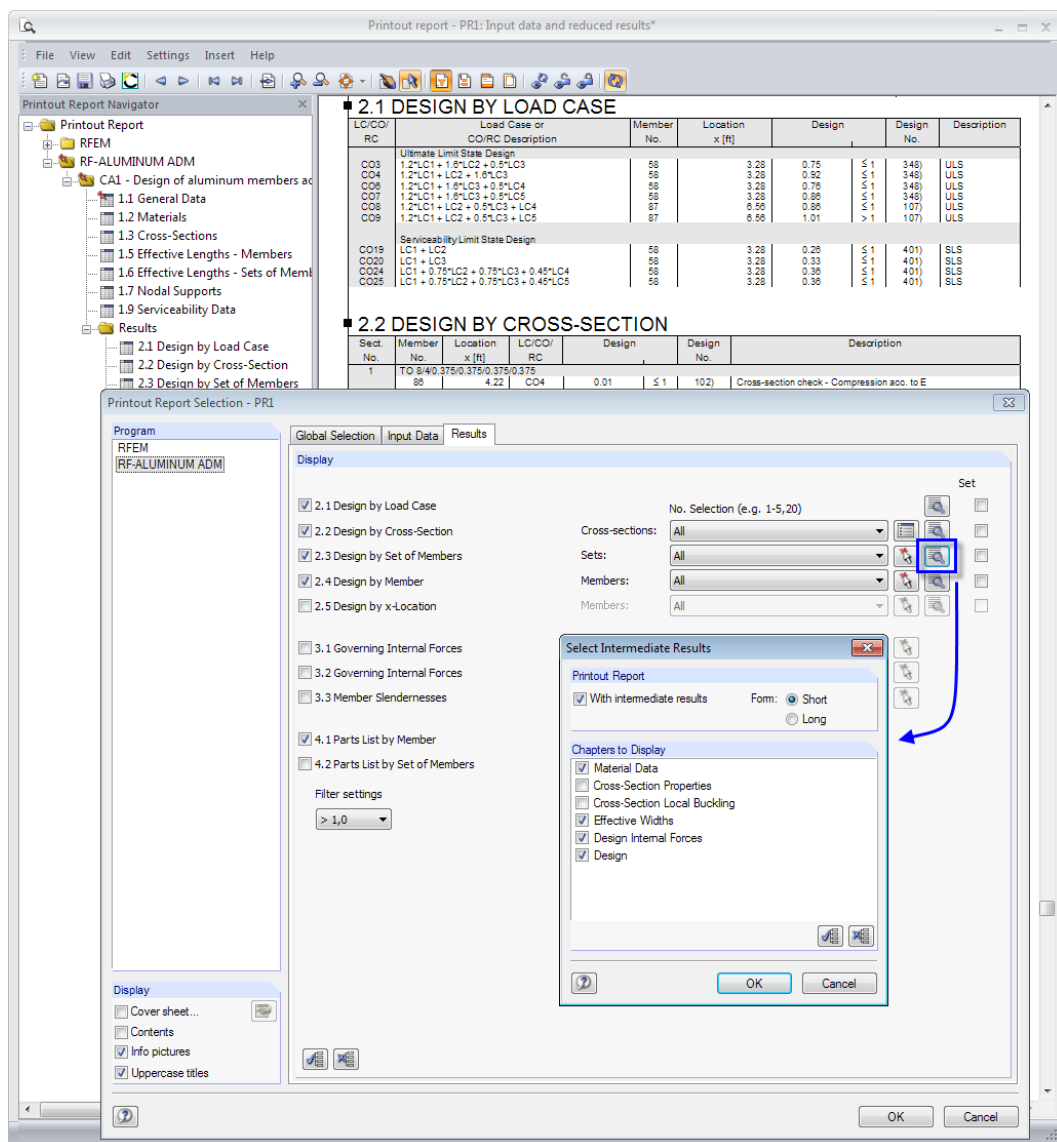 Printout report - PR1: Input data and reduced results*
File View Edit Settings Insert Help
Printout Report Navigator
Printout Report
RFEM
RF-ALUMINUM ADM
CA1 - Design of aluminum members ac
1.1 General Data
1.2 Materials
1.3 Cross-Sections
1.5 Effective Lengths - Members
1.6 Effective Lengths - Sets of Memb
1.7 Nodal Supports
1.9 Serviceability Data
Results
2.1 Design by Load Case
2.2 Design by Cross-Section
2.3 Design by Set of Members
2.1 DESIGN BY LOAD CASE
LC/CO/ Load Case or Member Location Design Design Description
RC CO/RC Description No. x [ft] No.
Ultimate Limit State Design
CO3 1.2*LC1 + 1.6*LC2 + 0.5*LC3 58 3.28 0.75 ≤ 1 348) ULS
CO4 1.2*LC1 + LC2 + 1.6*LC3 58 3.28 0.92 ≤ 1 348) ULS
CO6 1.2*LC1 + 1.6*LC3 + 0.5*LC4 58 3.28 0.76 ≤ 1 348) ULS
CO7 1.2*LC1 + 1.6*LC3 + 0.5*LC5 58 3.28 0.86 ≤ 1 348) ULS
CO8 1.2*LC1 + LC2 + 0.5*LC3 + LC4 87 6.56 0.86 ≤ 1 107) ULS
CO9 1.2*LC1 + LC2 + 0.5*LC3 + LC5 87 6.56 1.01 > 1 107) ULS
Serviceability Limit State Design
CO19 LC1 + LC2 58 3.28 0.26 ≤ 1 401) SLS
CO20 LC1 + LC3 58 3.28 0.33 ≤ 1 401) SLS
CO24 LC1 + 0.75*LC2 + 0.75*LC3 + 0.45*LC4 58 3.28 0.36 ≤ 1 401) SLS
CO25 LC1 + 0.75*LC2 + 0.75*LC3 + 0.45*LC5 58 3.28 0.36 ≤ 1 401) SLS
2.2 DESIGN BY CROSS-SECTION
Sect. Member Location LC/CO/ Design Design Description
No. No. x [ft] RC No.
1 TO 8/4/0.375/0.375/0.375/0.375
86 4.22 CO4 0.01 ≤ 1 102) Cross-section check - Compression acc. to E
Printout Report Selection - PR1
Program
RFEM
RF-ALUMINUM ADM
Global Selection Input Data Results
Display
Set
2.1 Design by Load Case No. Selection (e.g. 1-5,20)
2.2 Design by Cross-Section Cross-sections: All
2.3 Design by Set of Members Sets: All
2.4 Design by Member Members: All
2.5 Design by x-Location Members: All
3.1 Governing Internal Forces
3.2 Governing Internal Forces
3.3 Member Slendernesses
4.1 Parts List by Member
4.2 Parts List by Set of Members
Filter settings
> 1,0
Select Intermediate Results
Printout Report
With intermediate results Form: Short
Long
Chapters to Display
Material Data
Cross-Section Properties
Cross-Section Local Buckling
Effective Widths
Design Internal Forces
Design
OK Cancel
Display
Cover sheet...
Contents
Info pictures
Uppercase titles
OK Cancel